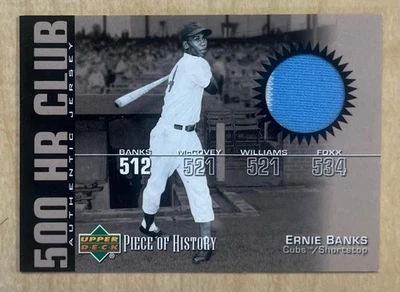 500 HR CLUB
AUTHENTIC JERSEY
BANKS McCOVEY WILLIAMS FOXX
512 521 521 534
UPPER DECK
PIECE OF HISTORY
ERNIE BANKS
Cubs™/Shortstop